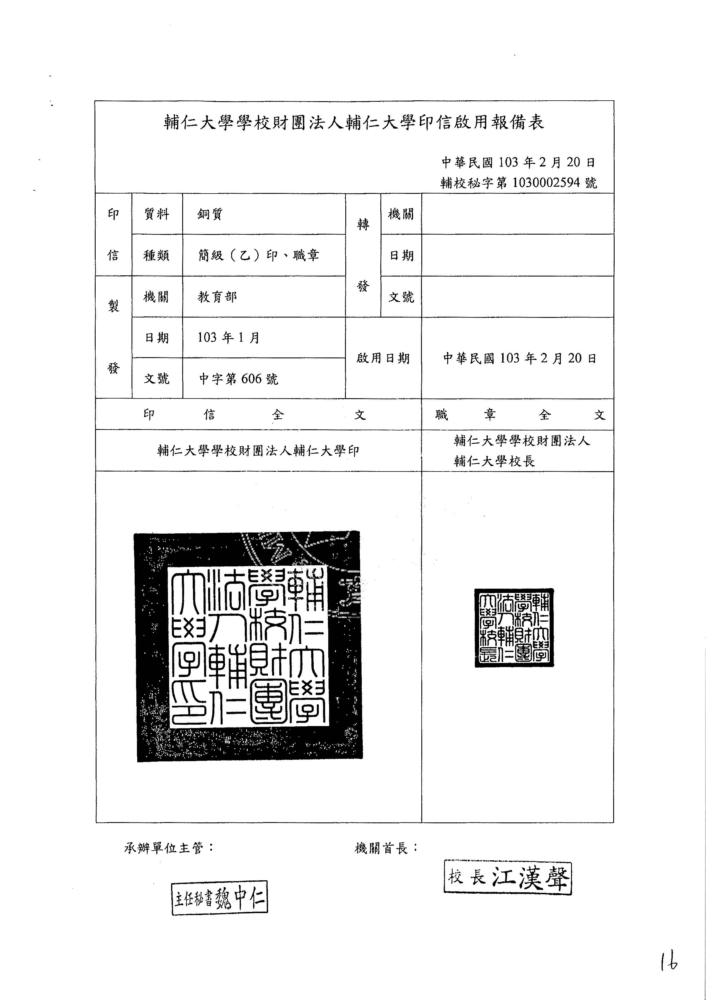 輔仁大學學校財團法人輔仁大學印信啟用報備表
中華民國 103 年 2 月 20 日
輔校秘字第 1030002594 號
印信
質料
銅質
種類
簡級（乙）印、職章
轉發
機關
日期
文號
製發
機關
教育部
日期
103 年 1 月
文號
中字第 606 號
啟用日期
中華民國 103 年 2 月 20 日
印信全文
職章全文
輔仁大學學校財團法人輔仁大學印
輔仁大學學校財團法人
輔仁大學校長
輔仁大學
學校財團
法人輔仁
大學印
輔仁大學
學校財團
法人輔仁
大學校長
承辦單位主管：
機關首長：
主任秘書魏中仁
校長江漢聲
16